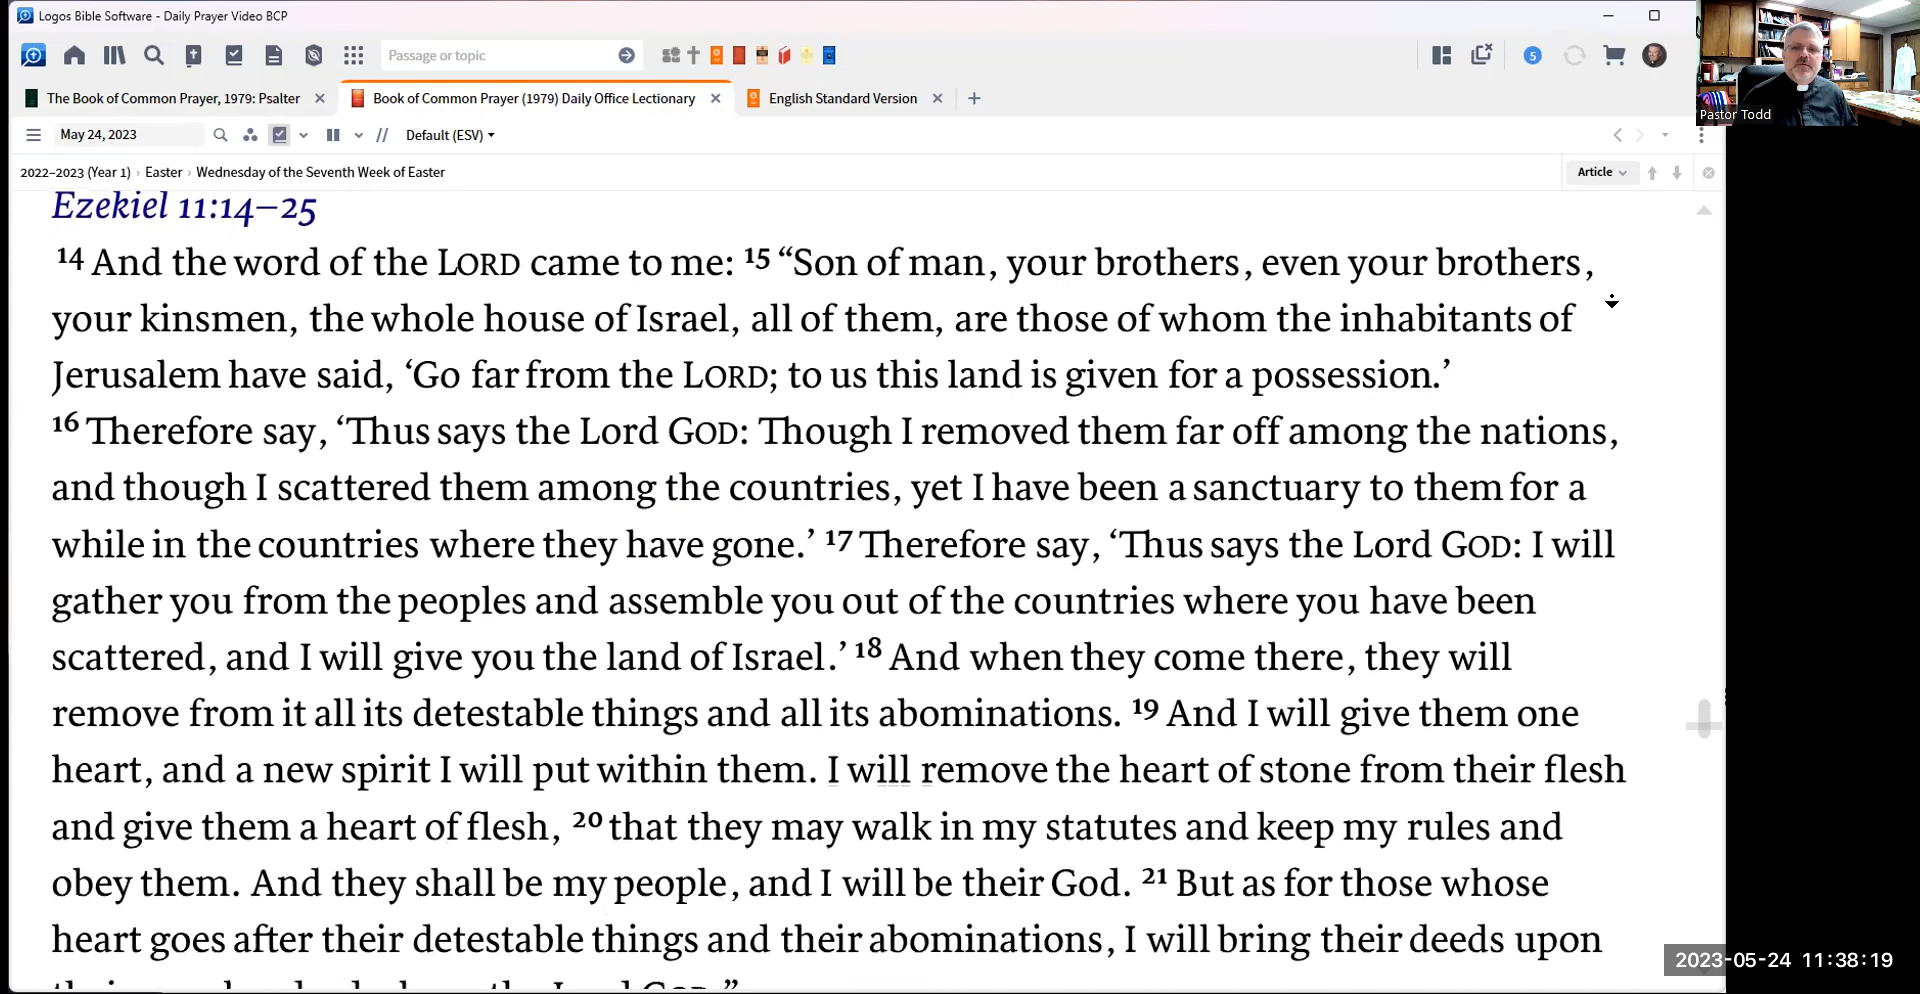 Logos Bible Software - Daily Prayer Video BCP
Passage or topic
5
The Book of Common Prayer, 1979: Psalter
Book of Common Prayer (1979) Daily Office Lectionary
English Standard Version
Pastor Todd
May 24, 2023
Default (ESV)
2022–2023 (Year 1) › Easter › Wednesday of the Seventh Week of Easter
Article
Ezekiel 11:14–25
14 And the word of the LORD came to me: 15 “Son of man, your brothers, even your brothers,
your kinsmen, the whole house of Israel, all of them, are those of whom the inhabitants of
Jerusalem have said, ‘Go far from the LORD; to us this land is given for a possession.’
16 Therefore say, ‘Thus says the Lord GOD: Though I removed them far off among the nations,
and though I scattered them among the countries, yet I have been a sanctuary to them for a
while in the countries where they have gone.’ 17 Therefore say, ‘Thus says the Lord GOD: I will
gather you from the peoples and assemble you out of the countries where you have been
scattered, and I will give you the land of Israel.’ 18 And when they come there, they will
remove from it all its detestable things and all its abominations. 19 And I will give them one
heart, and a new spirit I will put within them. I will remove the heart of stone from their flesh
and give them a heart of flesh, 20 that they may walk in my statutes and keep my rules and
obey them. And they shall be my people, and I will be their God. 21 But as for those whose
heart goes after their detestable things and their abominations, I will bring their deeds upon
2023-05-24 11:38:19